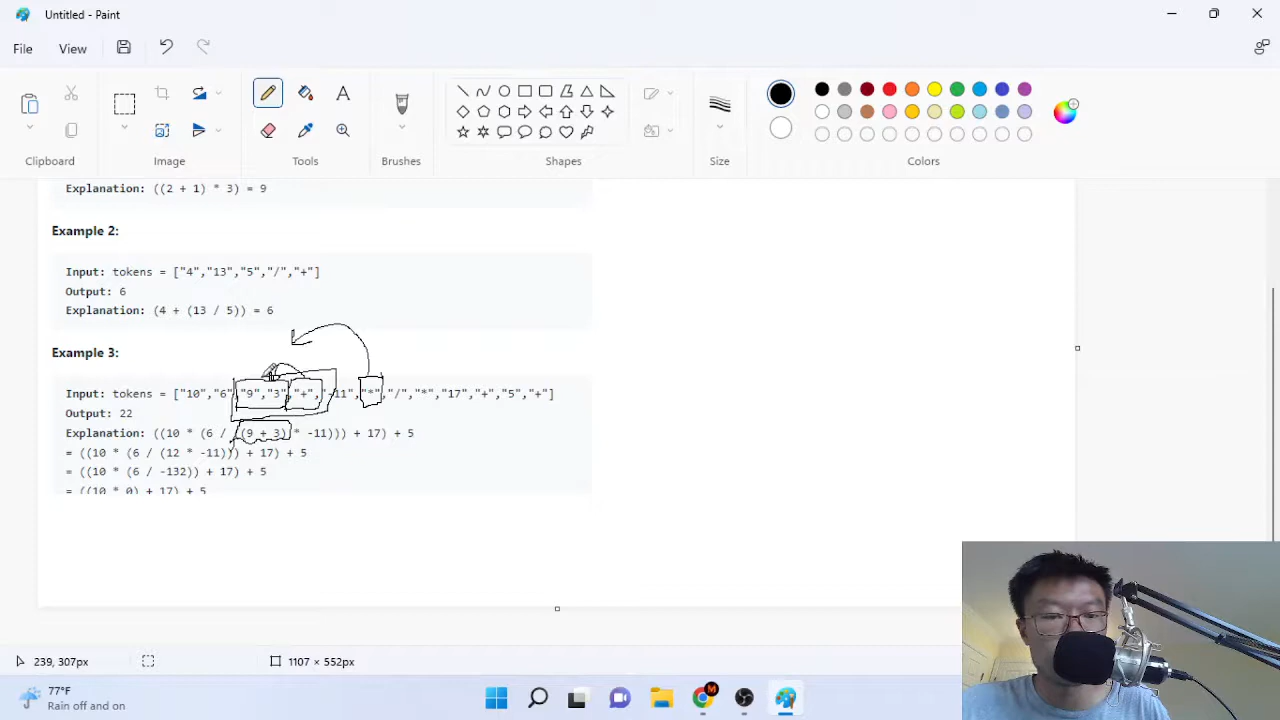 Untitled - Paint
File
View
Clipboard
Image
Tools
Brushes
Shapes
Size
Colors
Explanation: ((2 + 1) * 3) = 9
Example 2:
Input: tokens = ["4","13","5","/","+"]
Output: 6
Explanation: (4 + (13 / 5)) = 6
Example 3:
Input: tokens = ["10","6","9","3","+","-11","*","/","*","17","+","5","+"]
Output: 22
Explanation: ((10 * (6 / ((9 + 3) * -11))) + 17) + 5
= ((10 * (6 / (12 * -11))) + 17) + 5
= ((10 * (6 / -132)) + 17) + 5
= ((10 * 0) + 17) + 5
239, 307px
1107 × 552px
77°F
Rain off and on
M